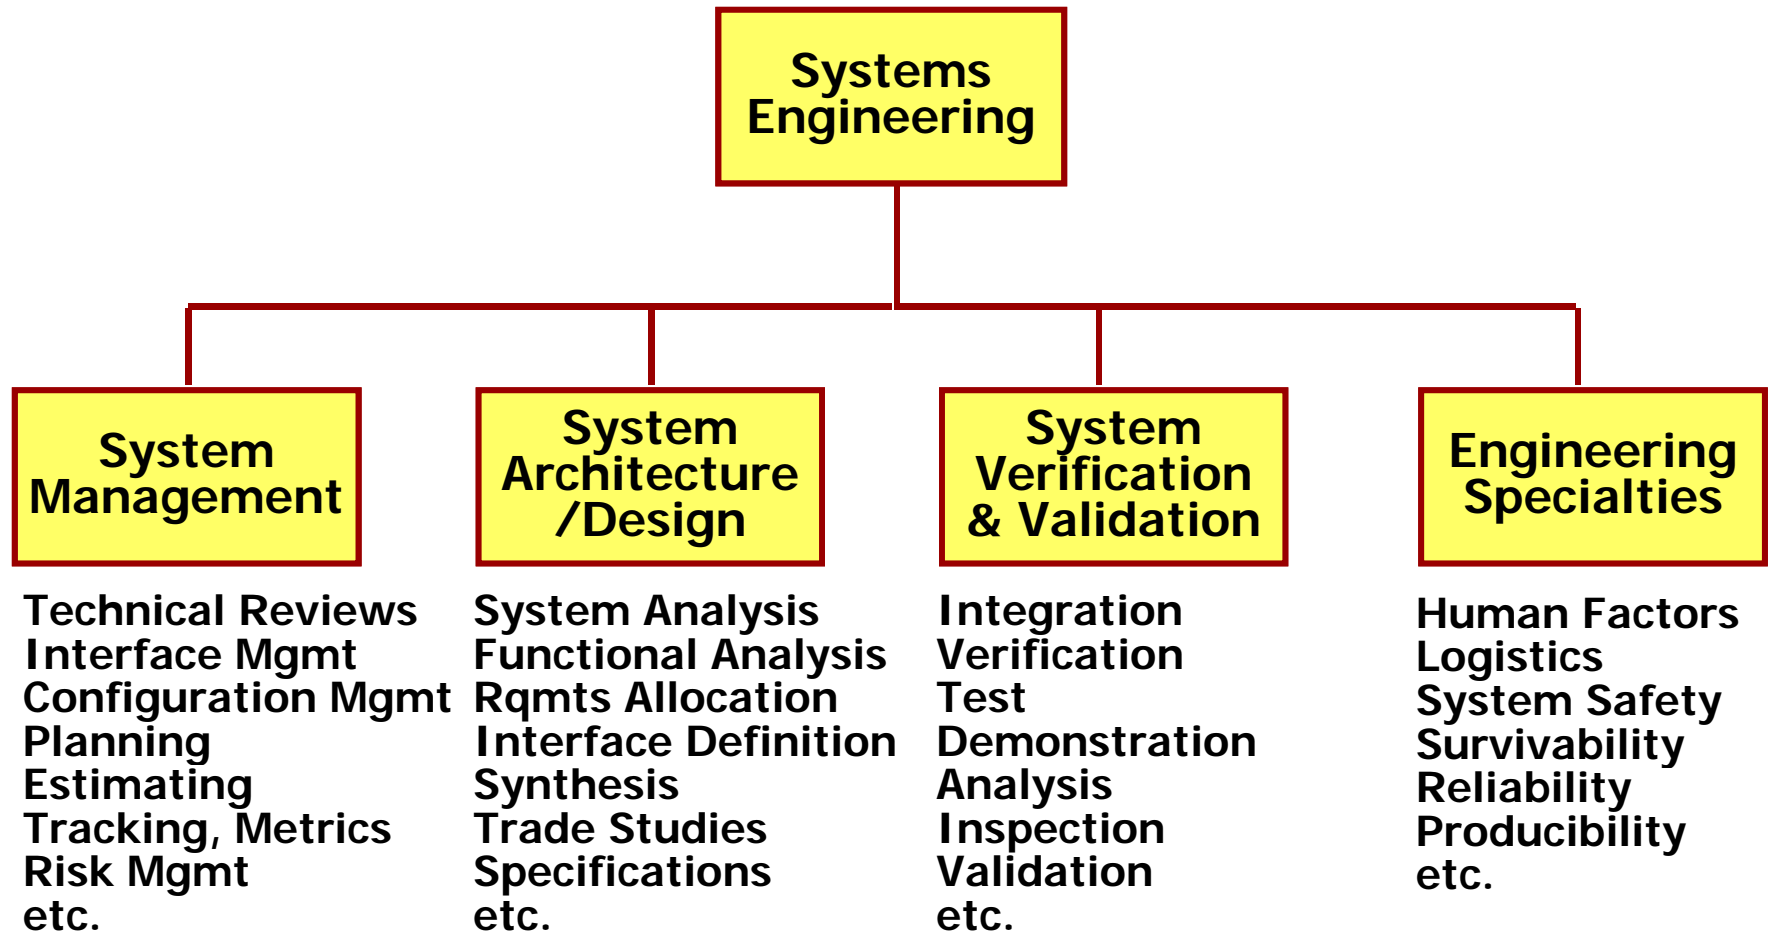 Systems
Engineering
System
Management
System
Architecture
/Design
System
Verification
& Validation
Engineering
Specialties
Technical Reviews
Interface Mgmt
Configuration Mgmt
Planning
Estimating
Tracking, Metrics
Risk Mgmt
etc.
System Analysis
Functional Analysis
Rqmts Allocation
Interface Definition
Synthesis
Trade Studies
Specifications
etc.
Integration
Verification
Test
Demonstration
Analysis
Inspection
Validation
etc.
Human Factors
Logistics
System Safety
Survivability
Reliability
Producibility
etc.